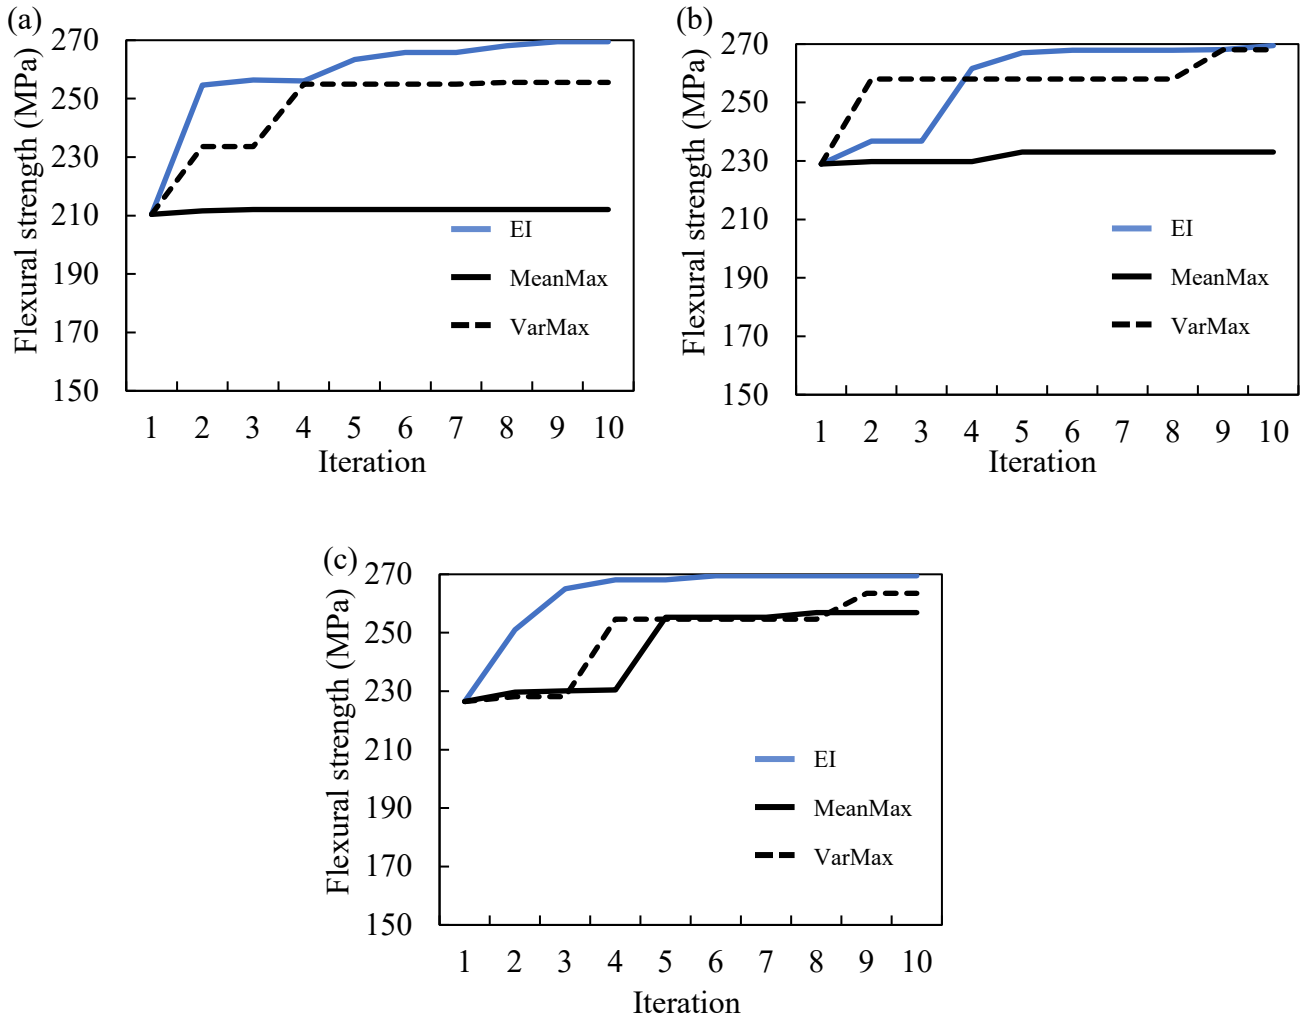 (a)
Flexural strength (MPa)
270
250
230
210
190
170
150
EI
MeanMax
VarMax
1 2 3 4 5 6 7 8 9 10
Iteration
(b)
Flexural strength (MPa)
270
250
230
210
190
170
150
EI
MeanMax
VarMax
1 2 3 4 5 6 7 8 9 10
Iteration
(c)
Flexural strength (MPa)
270
250
230
210
190
170
150
EI
MeanMax
VarMax
1 2 3 4 5 6 7 8 9 10
Iteration